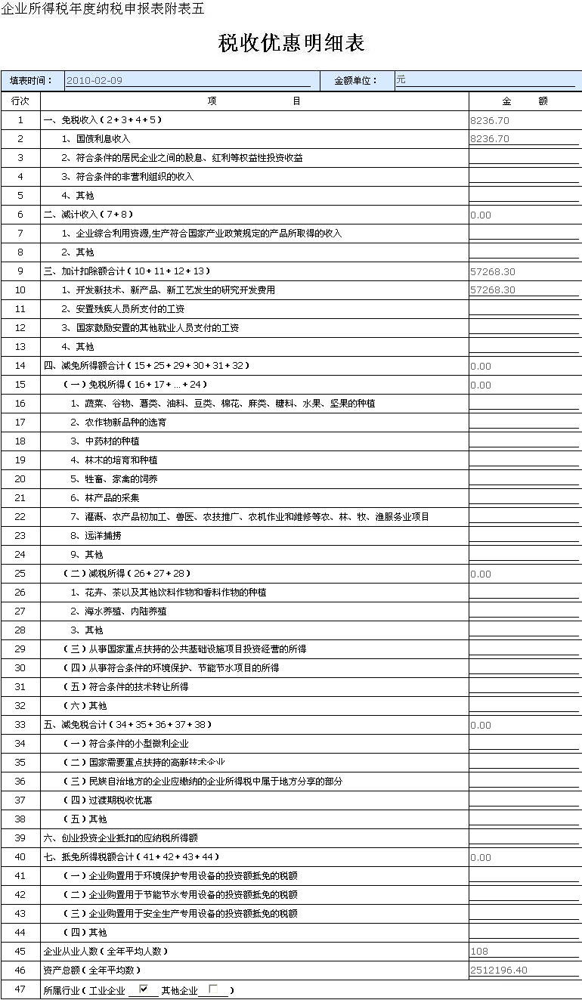 企业所得税年度纳税申报表附表五
税收优惠明细表
填表时间： 2010-02-09 金额单位： 元
行次 项 目 金 额
1 一、免税收入（2+3+4+5） 8236.70
2 1、国债利息收入 8236.70
3 2、符合条件的居民企业之间的股息、红利等权益性投资收益
4 3、符合条件的非营利组织的收入
5 4、其他
6 二、减计收入（7+8） 0.00
7 1、企业综合利用资源,生产符合国家产业政策规定的产品所取得的收入
8 2、其他
9 三、加计扣除额合计（10+11+12+13） 57268.30
10 1、开发新技术、新产品、新工艺发生的研究开发费用 57268.30
11 2、安置残疾人员所支付的工资
12 3、国家鼓励安置的其他就业人员支付的工资
13 4、其他
14 四、减免所得额合计（15+25+29+30+31+32） 0.00
15 （一）免税所得（16+17+…+24） 0.00
16 1、蔬菜、谷物、薯类、油料、豆类、棉花、麻类、糖料、水果、坚果的种植
17 2、农作物新品种的选育
18 3、中药材的种植
19 4、林术的培育和种植
20 5、牲畜、家禽的饲养
21 6、林产品的采集
22 7、灌溉、农产品初加工、兽医、农技推广、农机作业和维修等农、林、牧、渔服务业项目
23 8、远洋捕捞
24 9、其他
25 （二）减税所得（26+27+28） 0.00
26 1、花卉、茶以及其他饮料作物和香料作物的种植
27 2、海水养殖、内陆养殖
28 3、其他
29 （三）从事国家重点扶持的公共基础设施项目投资经营的所得
30 （四）从事符合条件的环境保护、节能节水项目的所得
31 （五）符合条件的技术转让所得
32 （六）其他
33 五、减免税合计（34+35+36+37+38） 0.00
34 （一）符合条件的小型微利企业
35 （二）国家需要重点扶持的高新技术企业
36 （三）民族自治地方的企业应缴纳的企业所得税中属于地方分享的部分
37 （四）过渡期税收优惠
38 （五）其他
39 六、创业投资企业抵扣的应纳税所得额
40 七、抵免所得税额合计（41+42+43+44） 0.00
41 （一）企业购置用于环境保护专用设备的投资额抵免的税额
42 （二）企业购置用于节能节水专用设备的投资额抵免的税额
43 （三）企业购置用于安全生产专用设备的投资额抵免的税额
44 （四）其他
45 企业从业人数（全年平均人数） 108
46 资产总额（全年平均数） 2512196.40
47 所属行业（工业企业 其他企业 ）